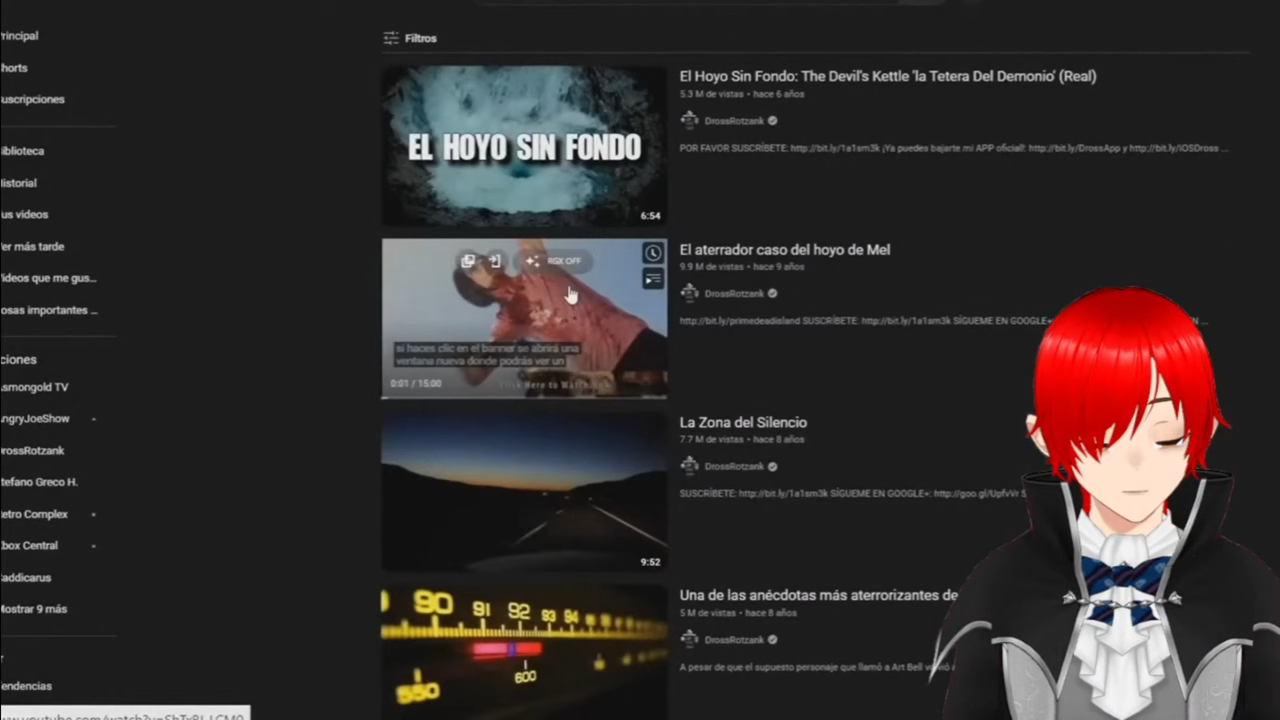 rincipal
horts
uscripciones
iblioteca
istorial
us videos
er más tarde
ideos que me gus...
osas importantes ...
ciones
smongold TV
ngryJoeShow
rossRotzank
tefano Greco H.
etro Complex
box Central
addicarus
Mostrar 9 más
r
endencias
Filtros
EL HOYO SIN FONDO
6:54
El Hoyo Sin Fondo: The Devil's Kettle 'la Tetera Del Demonio' (Real)
5.3 M de vistas • hace 6 años
DrossRotzank
POR FAVOR SUSCRÍBETE: http://bit.ly/1a1sm3k ¡Ya puedes bajarte mi APP oficial!: http://bit.ly/DrossApp y http://bit.ly/iOSDross ...
RGX OFF
si haces clic en el banner se abrirá una
ventana nueva donde podrás ver un
0:01 / 15:00
Click Here to
El aterrador caso del hoyo de Mel
9.9 M de vistas • hace 9 años
DrossRotzank
http://bit.ly/primedeadisland SUSCRÍBETE: http://bit.ly/1a1sm3k SÍGUEME EN GOOGLE+
9:52
La Zona del Silencio
7.7 M de vistas • hace 8 años
DrossRotzank
SUSCRÍBETE: http://bit.ly/1a1sm3k SÍGUEME EN GOOGLE+: http://goo.gl/UpfvVr S
90 91 92 93 94
550 600
Una de las anécdotas más aterrorizantes de
5 M de vistas • hace 8 años
DrossRotzank
A pesar de que el supuesto personaje que llamó a Art Bell volvió a